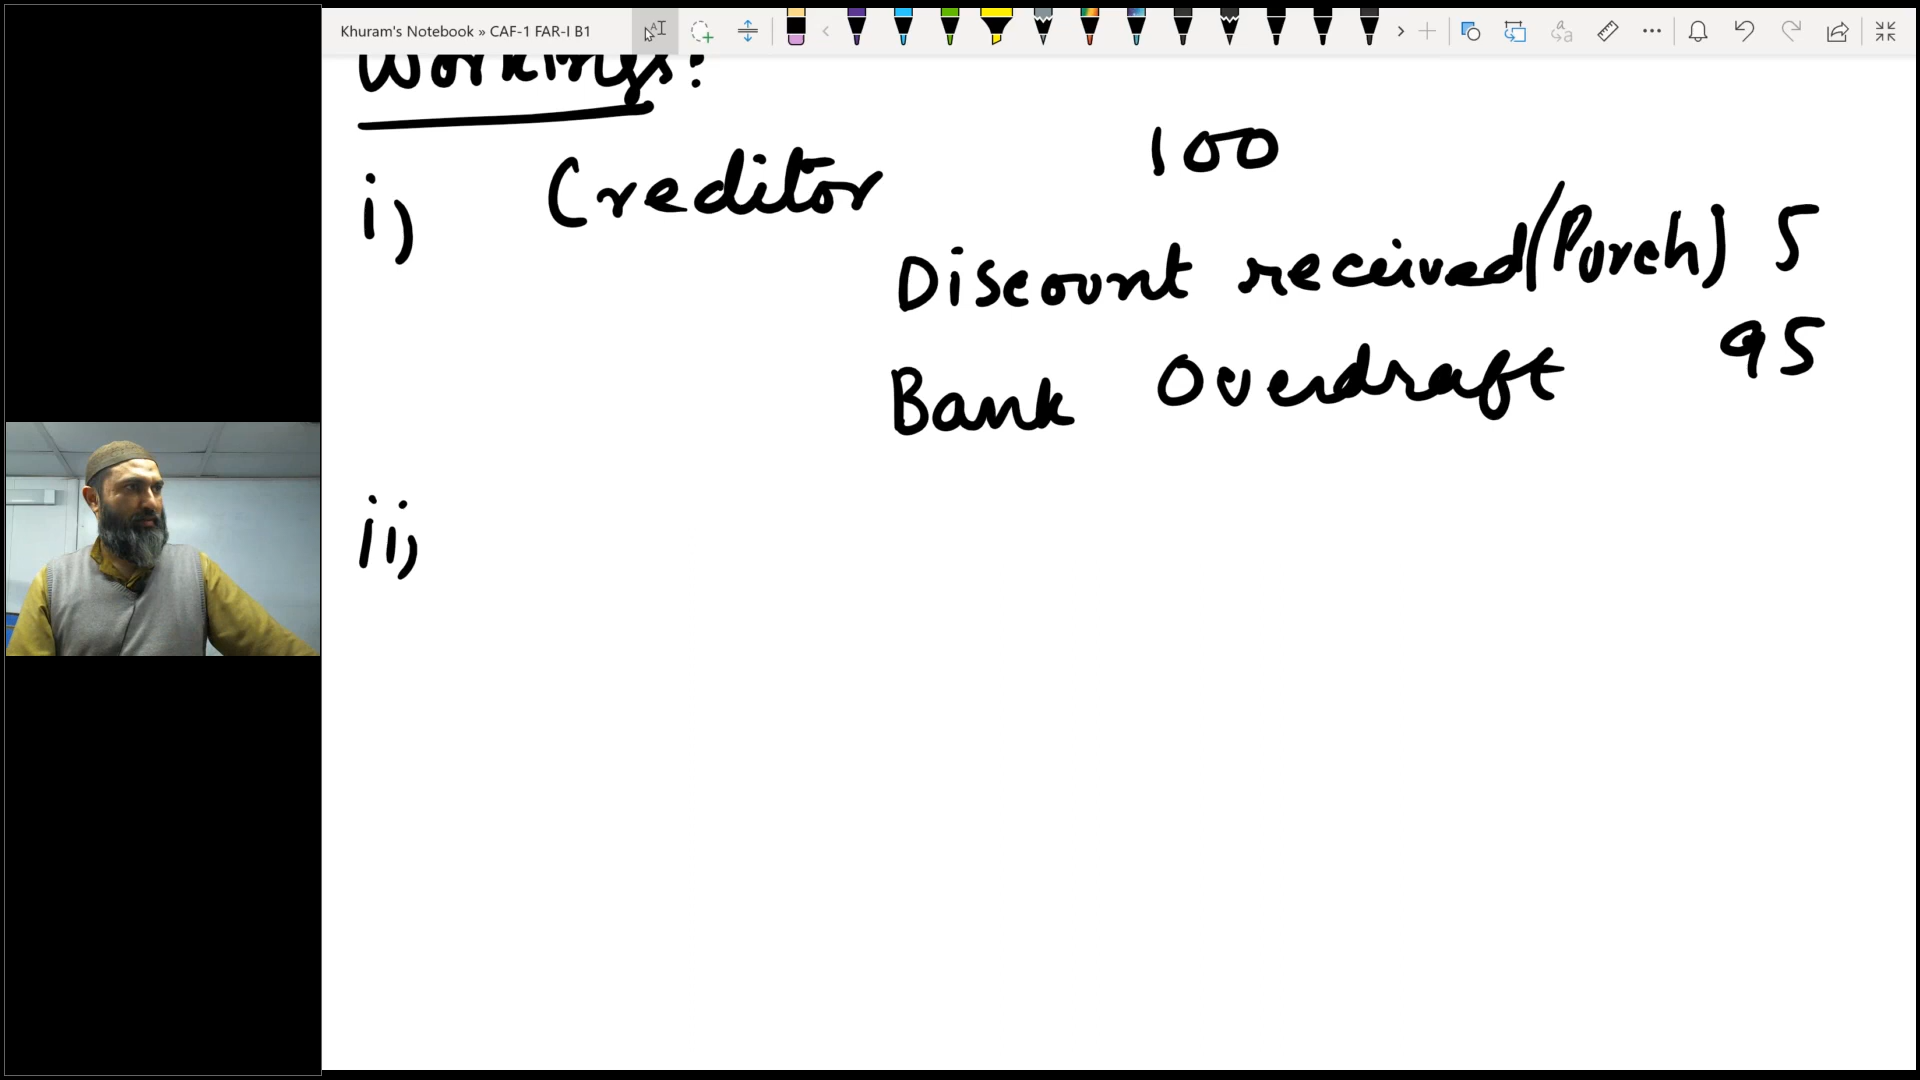 Khuram's Notebook » CAF-1 FAR-I B1
Workings:
i) Creditor 100
Discount received/(Purch) 5
Bank Overdraft 95
ii)